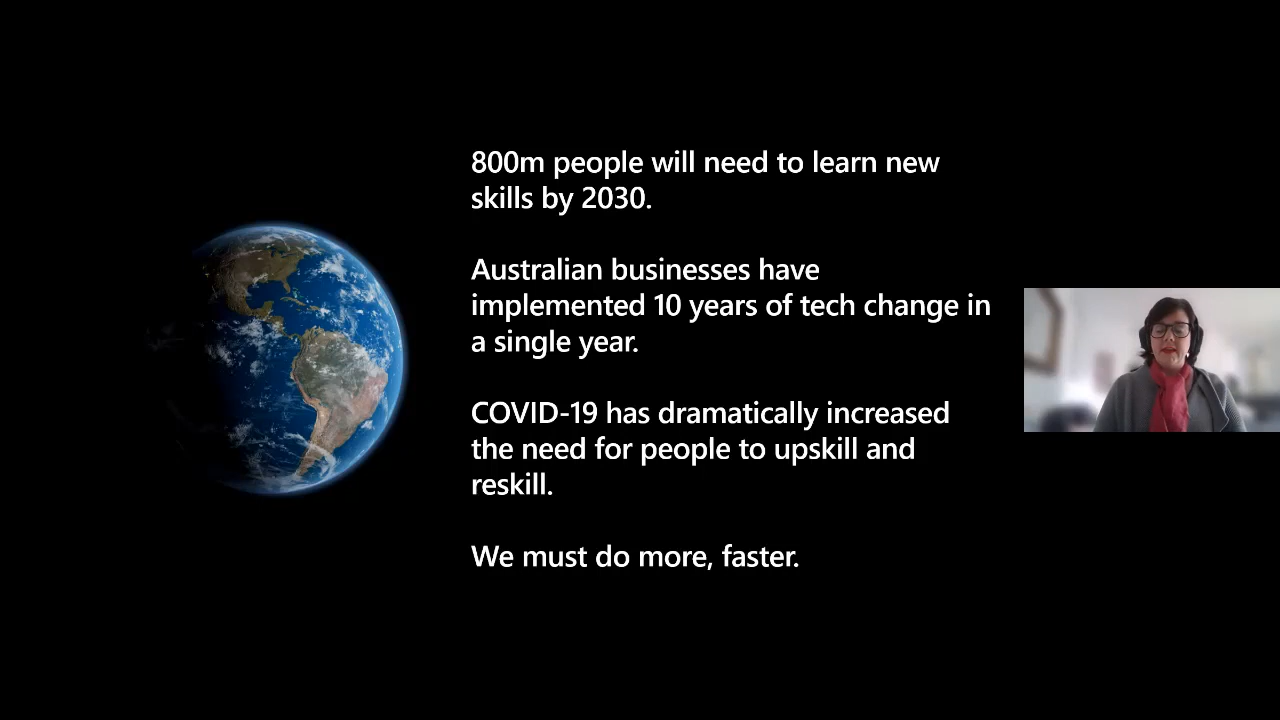 800m people will need to learn new
skills by 2030.
Australian businesses have
implemented 10 years of tech change in
a single year.
COVID-19 has dramatically increased
the need for people to upskill and
reskill.
We must do more, faster.